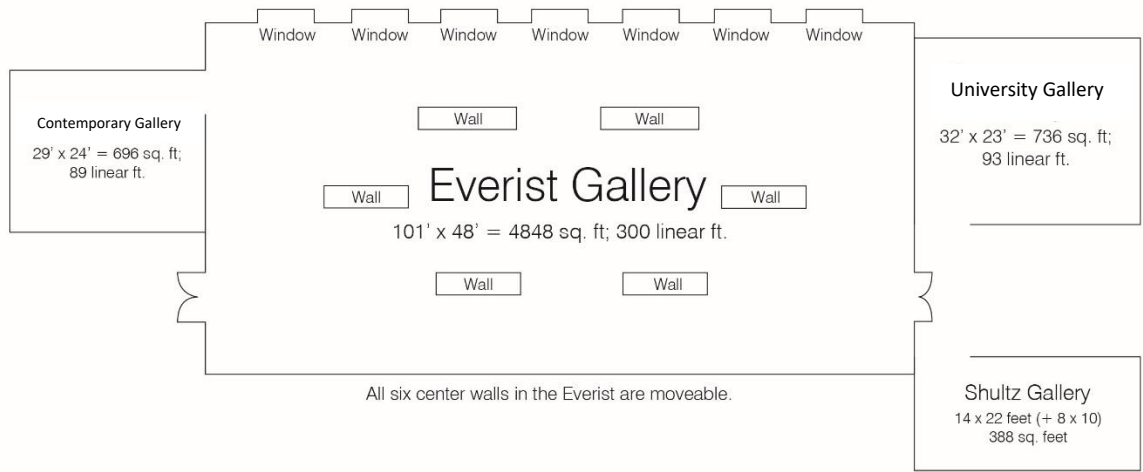 Window Window Window Window Window Window Window
Contemporary Gallery
29' x 24' = 696 sq. ft;
89 linear ft.
Wall Wall
Wall Everist Gallery Wall
101' x 48' = 4848 sq. ft; 300 linear ft.
Wall Wall
University Gallery
32' x 23' = 736 sq. ft;
93 linear ft.
All six center walls in the Everist are moveable.
Shultz Gallery
14 x 22 feet (+ 8 x 10)
388 sq. feet